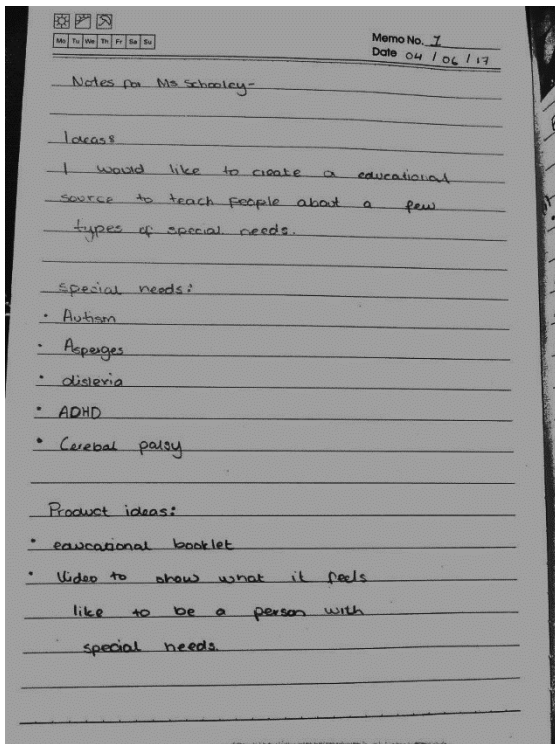 Mo Tu We Th Fr Sa Su
Memo No. 1
Date 04 / 06 / 17
Notes for Ms Schooley-
Ideas:
I would like to create a educational
source to teach people about a few
types of special needs.
special needs:
• Autism
• Asperges
• dislexia
• ADHD
• Cerebal palsy
Product ideas:
• educational booklet
• Video to show what it feels
like to be a person with
special needs.